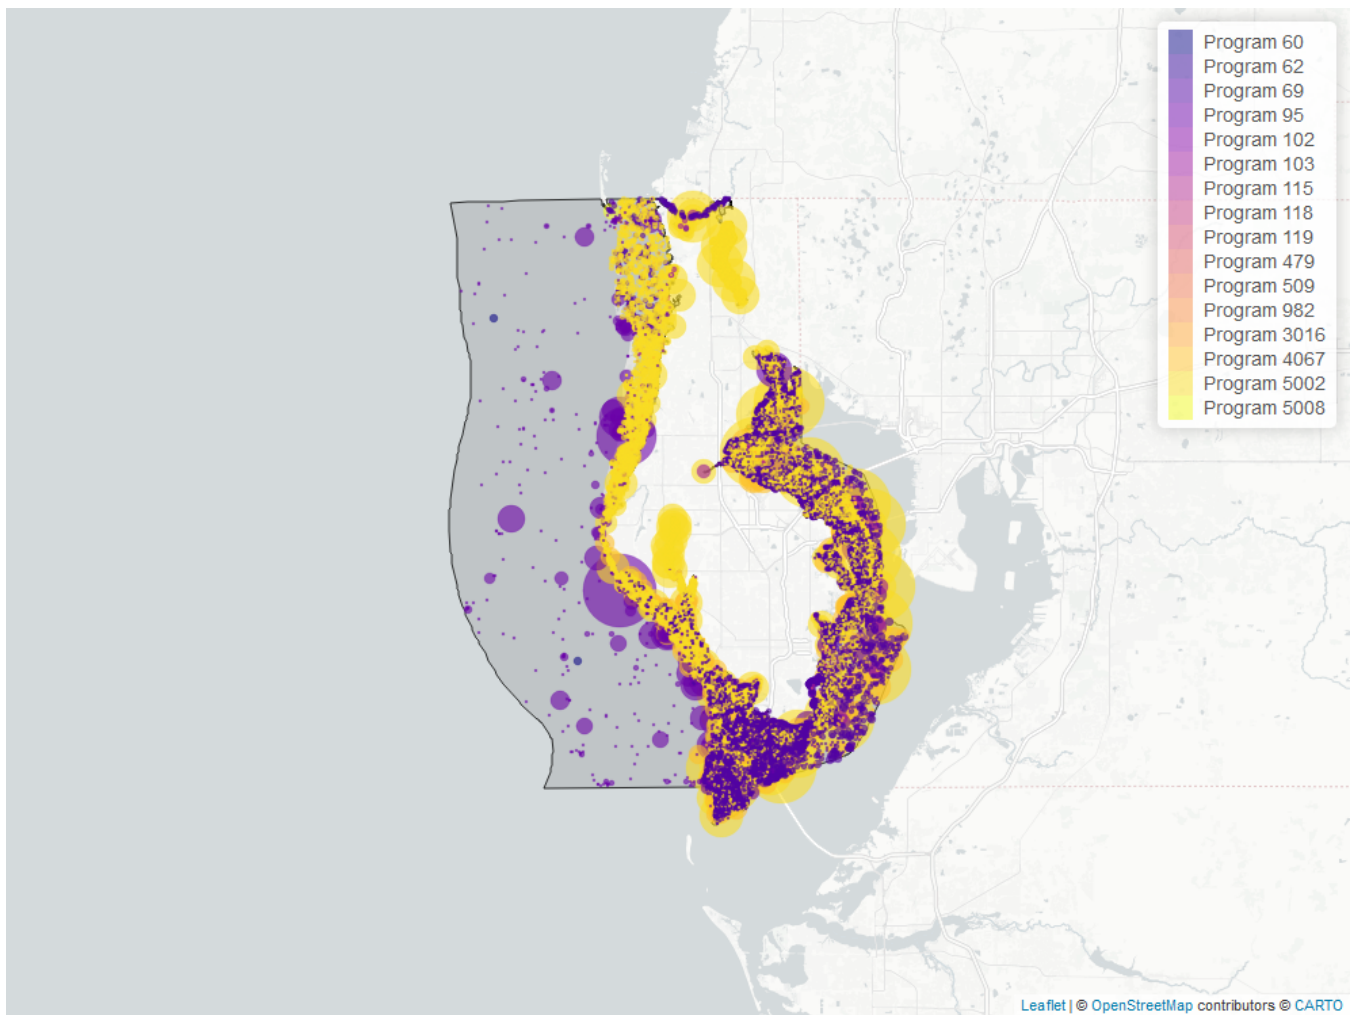 Program 60
Program 62
Program 69
Program 95
Program 102
Program 103
Program 115
Program 118
Program 119
Program 479
Program 509
Program 982
Program 3016
Program 4067
Program 5002
Program 5008
Leaflet | © OpenStreetMap contributors © CARTO